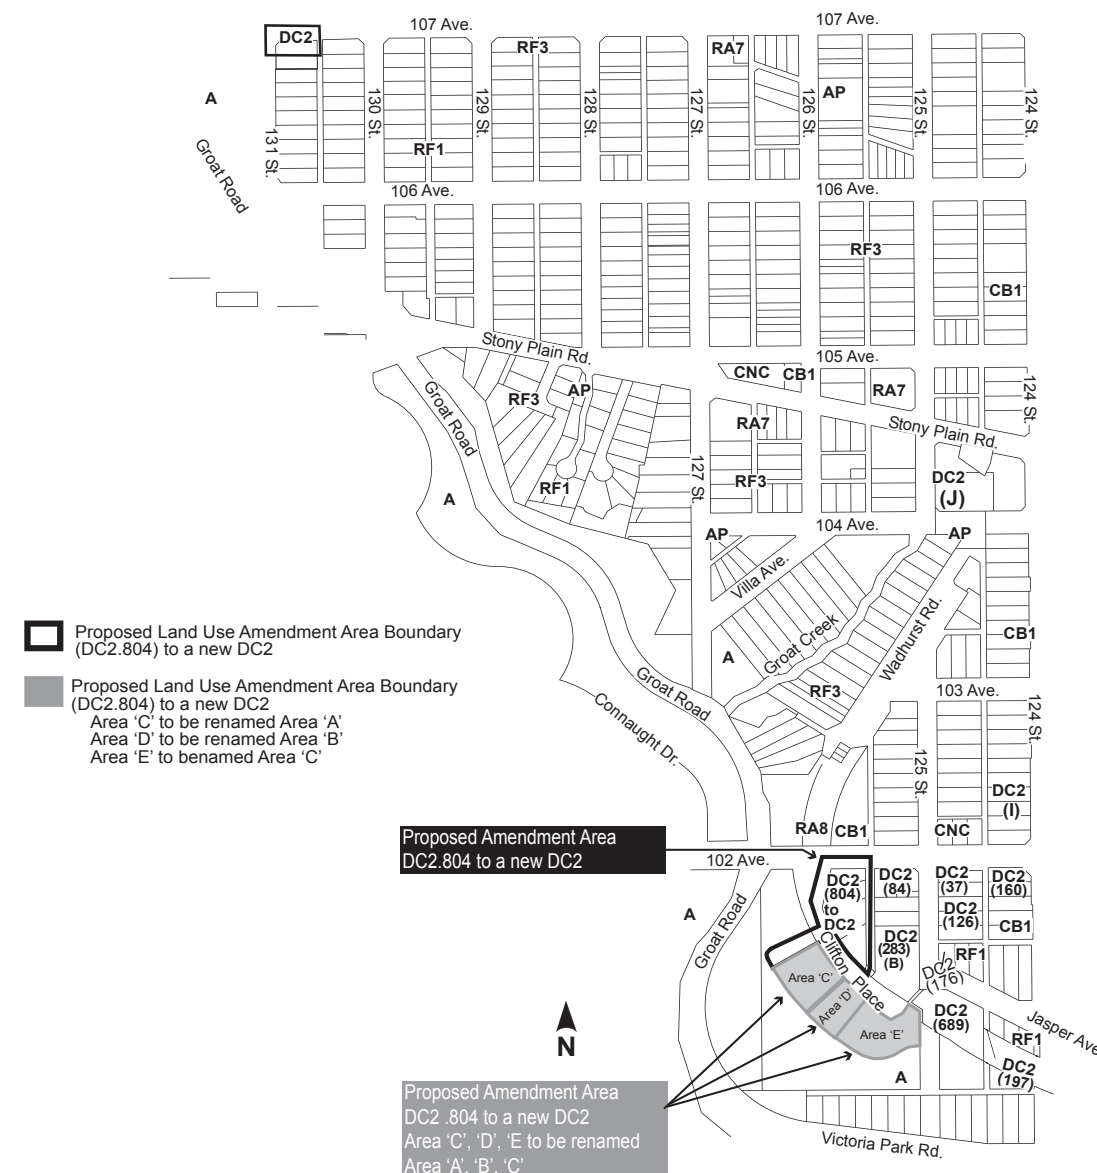 107 Ave.
107 Ave.
DC2
RF3
RA7
A
AP
131 St.
130 St.
129 St.
128 St.
127 St.
126 St.
125 St.
124 St.
Groat Road
RF1
106 Ave.
106 Ave.
RF3
CB1
Stony Plain Rd.
105 Ave.
CNC
CB1
RA7
AP
RF3
Groat Road
RA7
Stony Plain Rd.
124 St.
RF1
127 St.
RF3
DC2
(J)
A
104 Ave.
AP
AP
Villa Ave.
Groat Creek
Wadhurst Rd.
CB1
A
RF3
Proposed Land Use Amendment Area Boundary
(DC2.804) to a new DC2
Proposed Land Use Amendment Area Boundary
(DC2.804) to a new DC2
Area ‘C’ to be renamed Area ‘A’
Area ‘D’ to be renamed Area ‘B’
Area ‘E’ to benamed Area ‘C’
Groat Road
Connaught Dr.
103 Ave.
124 St.
125 St.
DC2
(I)
RA8
CB1
CNC
Proposed Amendment Area
DC2.804 to a new DC2
102 Ave.
DC2
(804)
to
DC2
DC2
(84)
DC2
(37)
DC2
(160)
DC2
(126)
CB1
A
Groat Road
Clifton Place
DC2
(283)
(B)
RF1
DC2
(176)
Area ‘C’
Area ‘D’
Area ‘E’
DC2
(689)
Jasper Ave
RF1
DC2
(197)
A
N
Proposed Amendment Area
DC2 .804 to a new DC2
Area ‘C’, ‘D’, ‘E to be renamed
Area ‘A’, ‘B’, ‘C’
Victoria Park Rd.